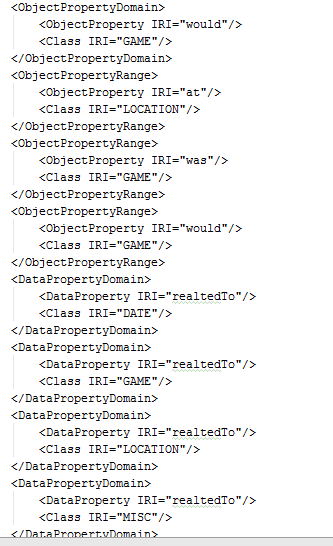 <ObjectPropertyDomain>
<ObjectProperty IRI="would"/>
<Class IRI="GAME"/>
</ObjectPropertyDomain>
<ObjectPropertyRange>
<ObjectProperty IRI="at"/>
<Class IRI="LOCATION"/>
</ObjectPropertyRange>
<ObjectPropertyRange>
<ObjectProperty IRI="was"/>
<Class IRI="GAME"/>
</ObjectPropertyRange>
<ObjectPropertyRange>
<ObjectProperty IRI="would"/>
<Class IRI="GAME"/>
</ObjectPropertyRange>
<DataPropertyDomain>
<DataProperty IRI="realtedTo"/>
<Class IRI="DATE"/>
</DataPropertyDomain>
<DataPropertyDomain>
<DataProperty IRI="realtedTo"/>
<Class IRI="GAME"/>
</DataPropertyDomain>
<DataPropertyDomain>
<DataProperty IRI="realtedTo"/>
<Class IRI="LOCATION"/>
</DataPropertyDomain>
<DataPropertyDomain>
<DataProperty IRI="realtedTo"/>
<Class IRI="MISC"/>
</DataPropertyDomain>